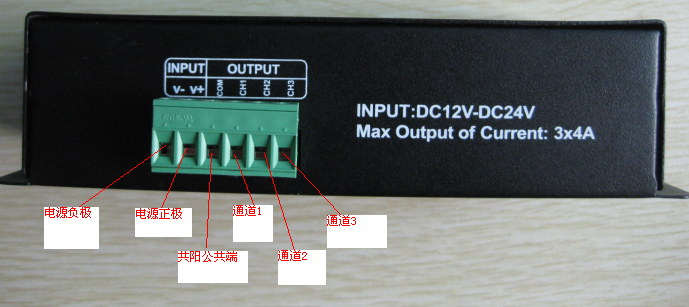 INPUT OUTPUT
V- V+ COM CH1 CH2 CH3
INPUT:DC12V-DC24V
Max Output of Current: 3x4A
电源负极
电源正极
通道1
通道3
共阳公共端
通道2